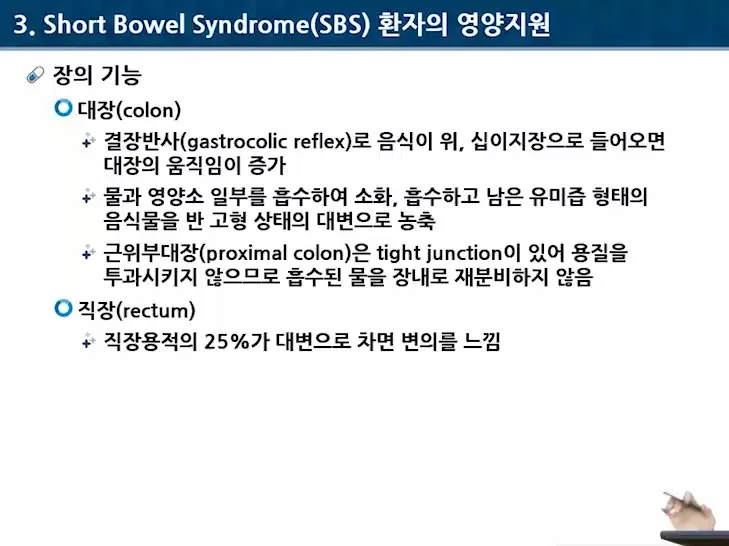 3. Short Bowel Syndrome(SBS) 환자의 영양지원
장의 기능
대장(colon)
결장반사(gastrocolic reflex)로 음식이 위, 십이지장으로 들어오면
대장의 움직임이 증가
물과 영양소 일부를 흡수하여 소화, 흡수하고 남은 유미즙 형태의
음식물을 반 고형 상태의 대변으로 농축
근위부대장(proximal colon)은 tight junction이 있어 용질을
투과시키지 않으므로 흡수된 물을 장내로 재분비하지 않음
직장(rectum)
직장용적의 25%가 대변으로 차면 변의를 느낌